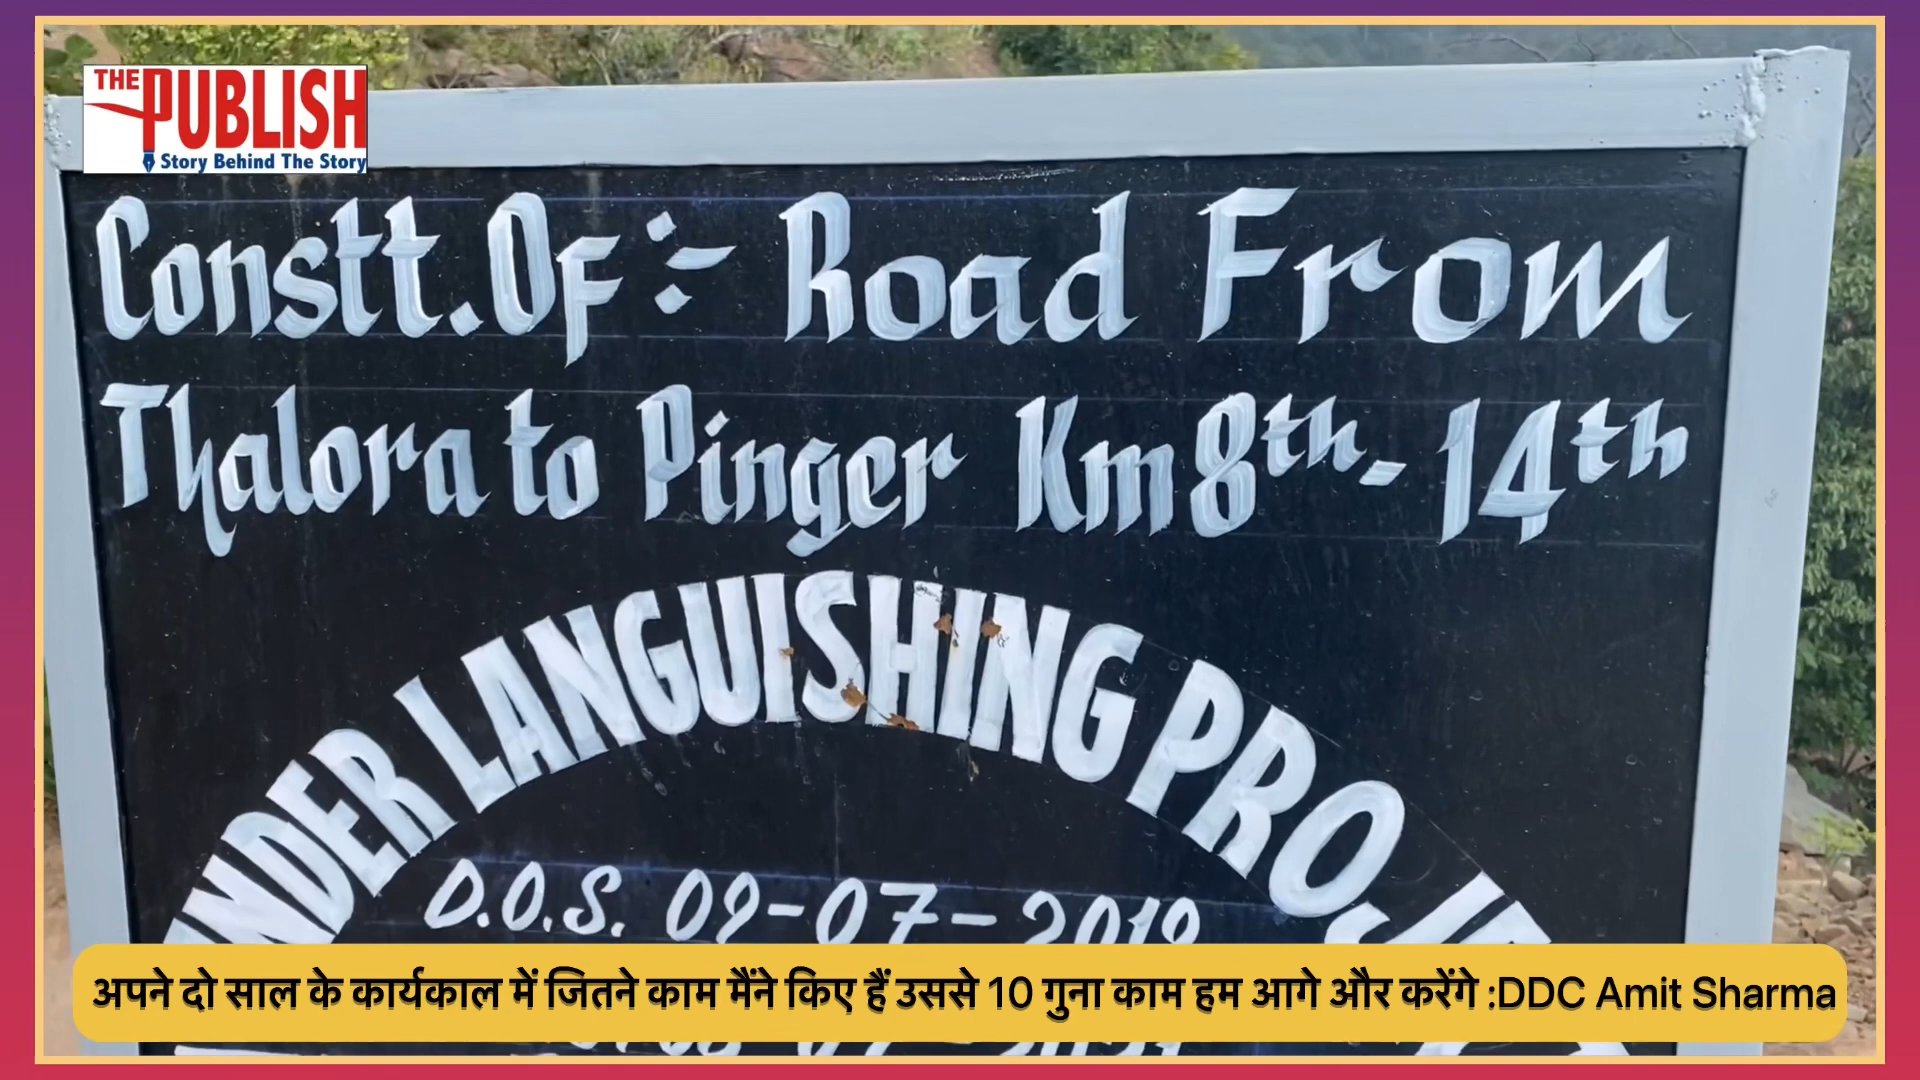 THE
PUBLISH
Story Behind The Story
Constt. Of :- Road From
Thalora to Pinger Km 8th - 14th
UNDER LANGUISHING PROJE
D.O.S. 09-07-2019
अपने दो साल के कार्यकाल में जितने काम मैंने किए हैं उससे 10 गुना काम हम आगे और करेंगे :DDC Amit Sharma